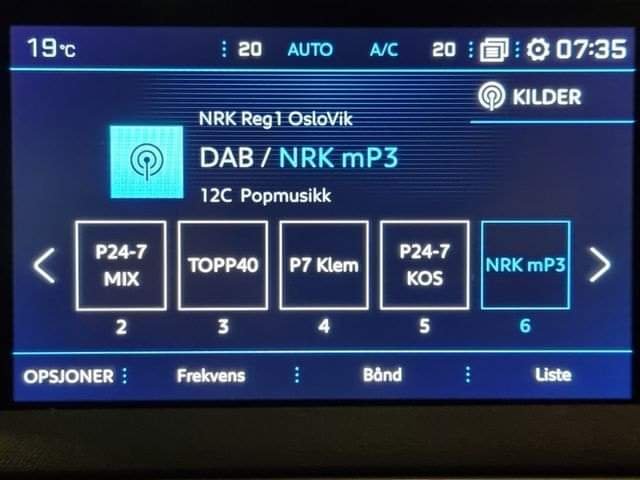 19°C 20 AUTO A/C 20 07:35
KILDER
NRK Reg1 OsloVik
DAB / NRK mP3
12C Popmusikk
P24-7 MIX
TOPP40
P7 Klem
P24-7 KOS
NRK mP3
2 3 4 5 6
OPSJONER Frekvens Bånd Liste